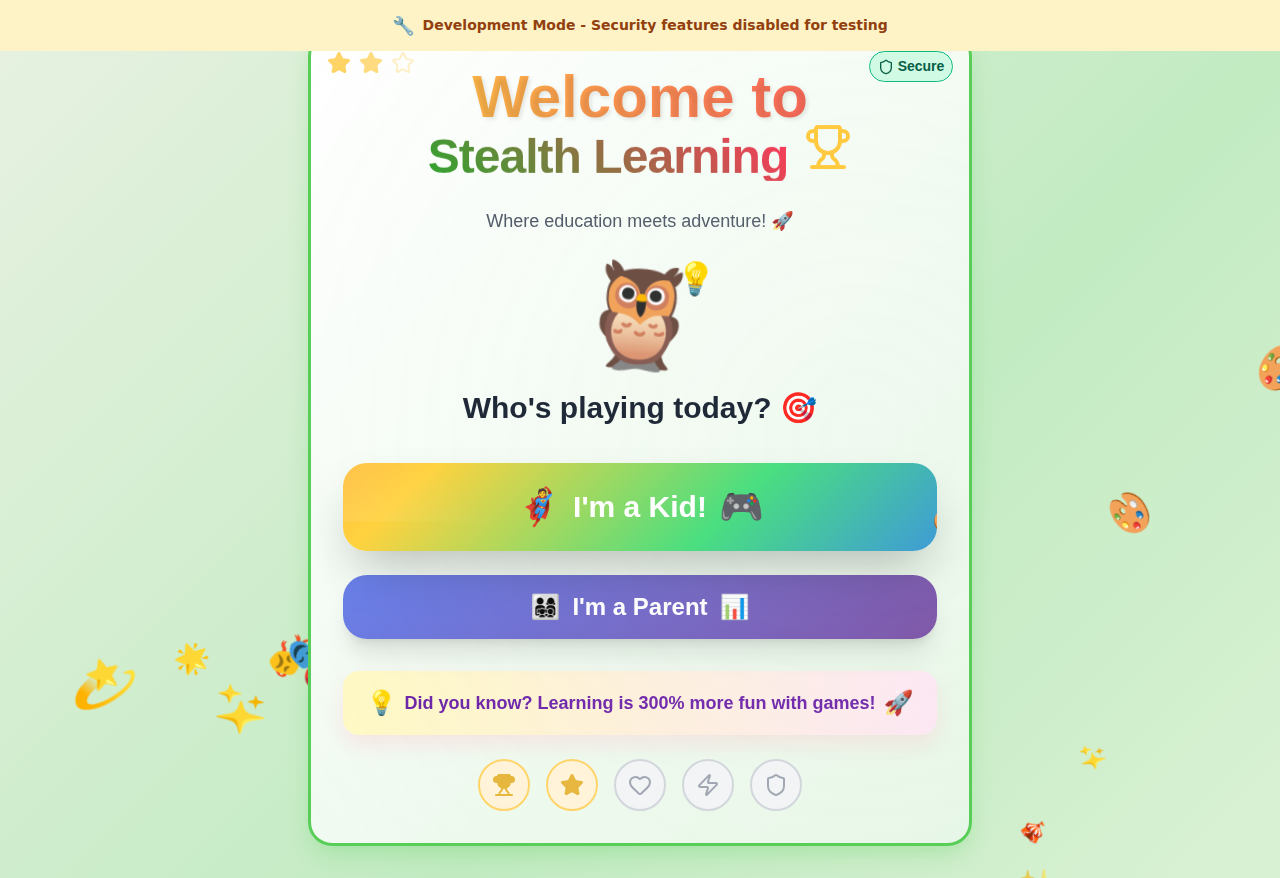 🔧 Development Mode - Security features disabled for testing
Secure
Welcome to
Stealth Learning
Where education meets adventure! 🚀
Who's playing today? 🎯
🦸 I'm a Kid! 🎮
👨‍👩‍👧‍👦 I'm a Parent 📊
💡 Did you know? Learning is 300% more fun with games! 🚀